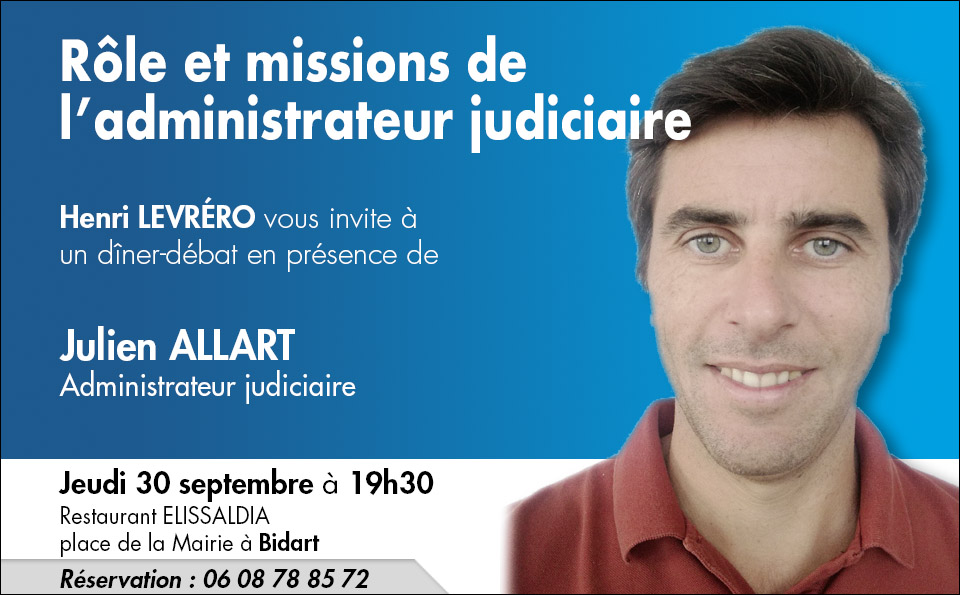 Rôle et missions de
l'administrateur judiciaire
Henri LEVRÉRO vous invite à
un dîner-débat en présence de
Julien ALLART
Administrateur judiciaire
Jeudi 30 septembre à 19h30
Restaurant ELISSALDIA
place de la Mairie à Bidart
Réservation : 06 08 78 85 72